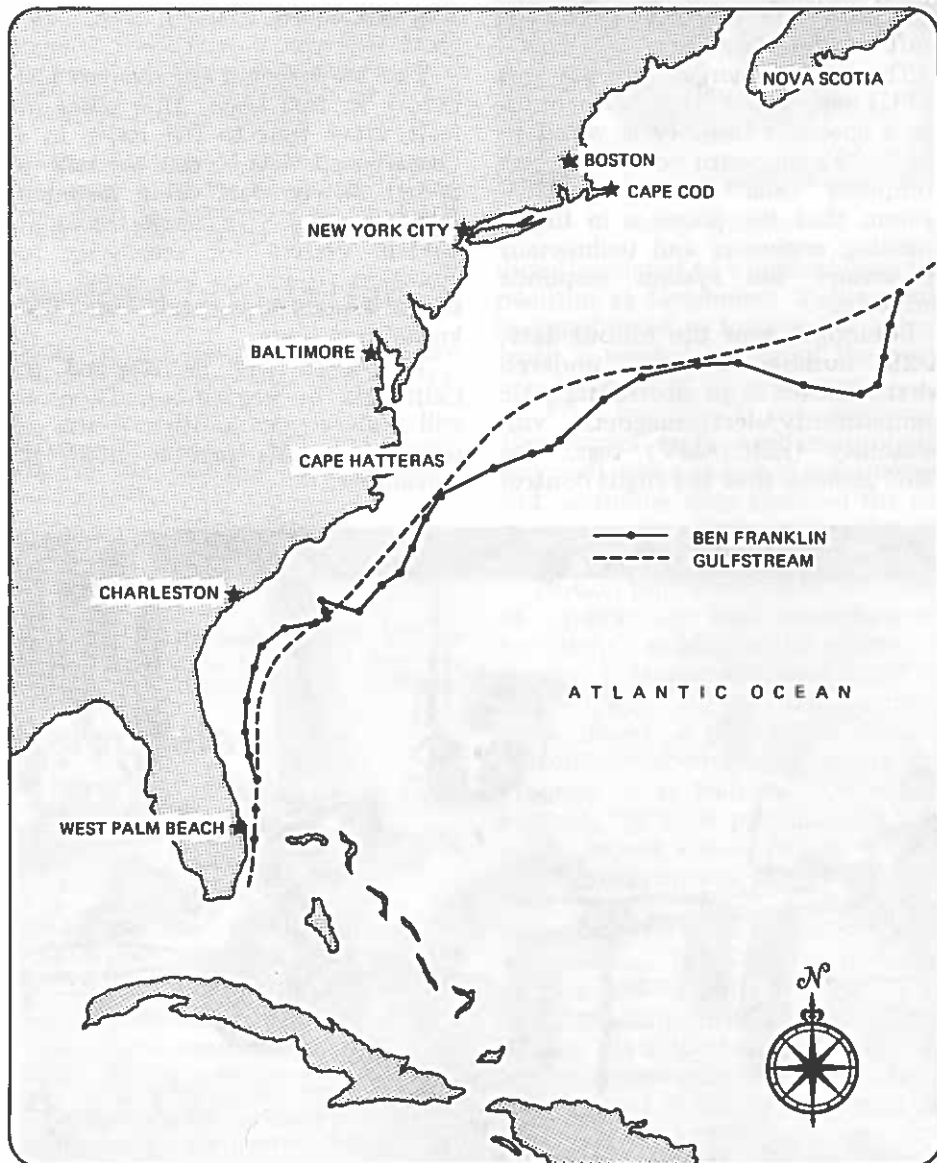 NOVA SCOTIA
BOSTON
CAPE COD
NEW YORK CITY
BALTIMORE
CAPE HATTERAS
BEN FRANKLIN
GULFSTREAM
CHARLESTON
ATLANTIC OCEAN
WEST PALM BEACH
N